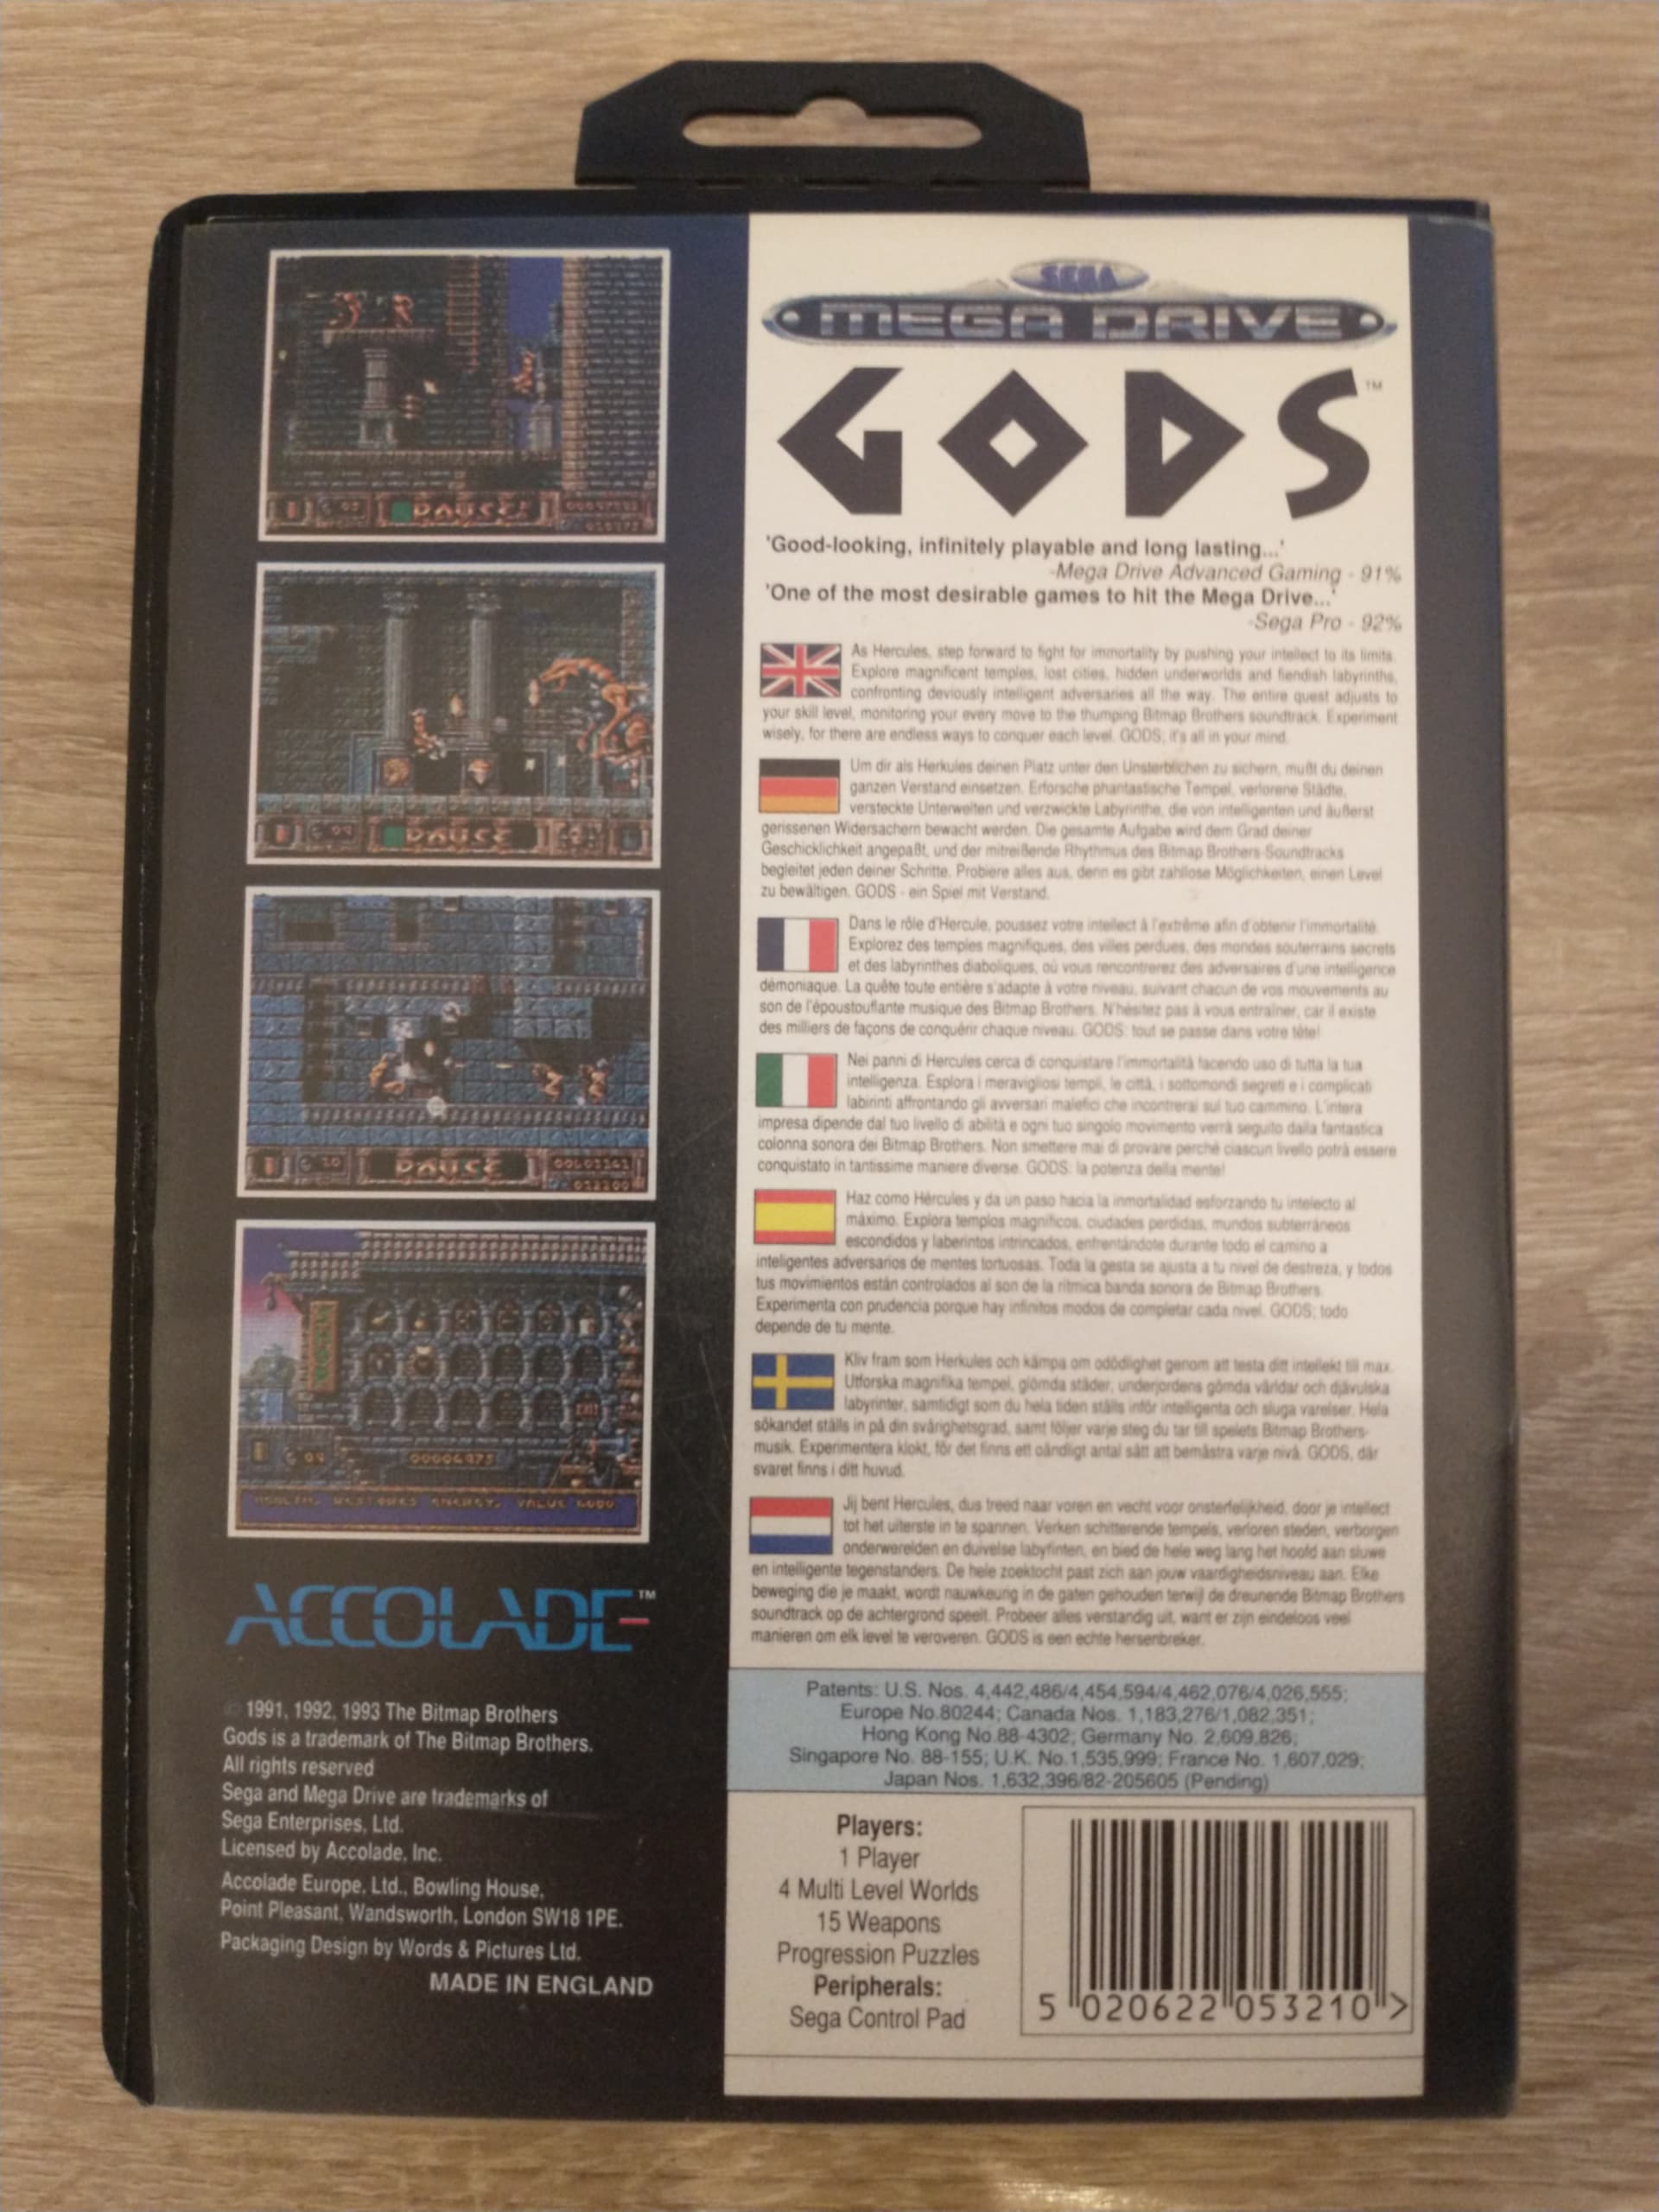 SEGA
MEGA DRIVE
GODS™
'Good-looking, infinitely playable and long lasting...'
-Mega Drive Advanced Gaming - 91%
'One of the most desirable games to hit the Mega Drive...'
-Sega Pro - 92%
As Hercules, step forward to fight for immortality by pushing your intellect to its limits.
Explore magnificent temples, lost cities, hidden underworlds and fiendish labyrinths,
confronting deviously intelligent adversaries all the way. The entire quest adjusts to
your skill level, monitoring your every move to the thumping Bitmap Brothers soundtrack. Experiment
wisely, for there are endless ways to conquer each level. GODS; it's all in your mind.
Um dir als Herkules deinen Platz unter den Unsterblichen zu sichern, mußt du deinen
ganzen Verstand einsetzen. Erforsche phantastische Tempel, verlorene Städte,
versteckte Unterwelten und verzwickte Labyrinthe, die von intelligenten und äußerst
gerissenen Widersachern bewacht werden. Die gesamte Aufgabe wird dem Grad deiner
Geschicklichkeit angepaßt, und der mitreißende Rhythmus des Bitmap Brothers-Soundtracks
begleitet jeden deiner Schritte. Probiere alles aus, denn es gibt zahllose Möglichkeiten, einen Level
zu bewältigen. GODS - ein Spiel mit Verstand.
Dans le rôle d'Hercule, poussez votre intellect à l'extrême afin d'obtenir l'immortalité.
Explorez des temples magnifiques, des villes perdues, des mondes souterrains secrets
et des labyrinthes diaboliques, où vous rencontrerez des adversaires d'une intelligence
démoniaque. La quête toute entière s'adapte à votre niveau, suivant chacun de vos mouvements au
son de l'époustouflante musique des Bitmap Brothers. N'hésitez pas à vous entraîner, car il existe
des milliers de façons de conquérir chaque niveau. GODS: tout se passe dans votre tête!
Nei panni di Hercules cerca di conquistare l'immortalità facendo uso di tutta la tua
intelligenza. Esplora i meravigliosi templi, le città, i sottomondi segreti e i complicati
labirinti affrontando gli avversari malefici che incontrerai sul tuo cammino. L'intera
impresa dipende dal tuo livello di abilità e ogni tuo singolo movimento verrà seguito dalla fantastica
colonna sonora dei Bitmap Brothers. Non smettere mai di provare perché ciascun livello potrà essere
conquistato in tantissime maniere diverse. GODS: la potenza della mente!
Haz como Hércules y da un paso hacia la inmortalidad esforzando tu intelecto al
máximo. Explora templos magníficos, ciudades perdidas, mundos subterráneos
escondidos y laberintos intrincados, enfrentándote durante todo el camino a
inteligentes adversarios de mentes tortuosas. Toda la gesta se ajusta a tu nivel de destreza, y todos
tus movimientos están controlados al son de la rítmica banda sonora de Bitmap Brothers.
Experimenta con prudencia porque hay infinitos modos de completar cada nivel. GODS; todo
depende de tu mente.
Kliv fram som Herkules och kämpa om odödlighet genom att testa ditt intellekt till max.
Utforska magnifika tempel, glömda städer, underjordens gömda världar och djävulska
labyrinter, samtidigt som du hela tiden ställs inför intelligenta och sluga varelser. Hela
sökandet ställs in på din svårighetsgrad, samt följer varje steg du tar till spelets Bitmap Brothers-
musik. Experimentera klokt, för det finns ett oändligt antal sätt att bemästra varje nivå. GODS, där
svaret finns i ditt huvud.
Jij bent Hercules, dus treed naar voren en vecht voor onsterfelijkheid, door je intellect
tot het uiterste in te spannen. Verken schitterende tempels, verloren steden, verborgen
onderwerelden en duivelse labyrinten, en bied de hele weg lang het hoofd aan sluwe
en intelligente tegenstanders. De hele zoektocht past zich aan jouw vaardigheidsniveau aan. Elke
beweging die je maakt, wordt nauwkeurig in de gaten gehouden terwijl de dreunende Bitmap Brothers
soundtrack op de achtergrond speelt. Probeer alles verstandig uit, want er zijn eindeloos veel
manieren om elk level te veroveren. GODS is een echte hersenbreker.
Patents: U.S. Nos. 4,442,486/4,454,594/4,462,076/4,026,555;
Europe No.80244; Canada Nos. 1,183,276/1,082,351;
Hong Kong No.88-4302; Germany No. 2,609,826;
Singapore No. 88-155; U.K. No.1,535,999; France No. 1,607,029;
Japan Nos. 1,632,396/82-205605 (Pending)
Players:
1 Player
4 Multi Level Worlds
15 Weapons
Progression Puzzles
Peripherals:
Sega Control Pad
5 020622 053210 >
PAUSE!
PAUSE
PAUSE
EXIT
00006975
HEALTH, RESTORES ENERGY. VALUE 6000
ACCOLADE™
© 1991, 1992, 1993 The Bitmap Brothers
Gods is a trademark of The Bitmap Brothers.
All rights reserved
Sega and Mega Drive are trademarks of
Sega Enterprises, Ltd.
Licensed by Accolade, Inc.
Accolade Europe, Ltd., Bowling House,
Point Pleasant, Wandsworth, London SW18 1PE.
Packaging Design by Words & Pictures Ltd.
MADE IN ENGLAND